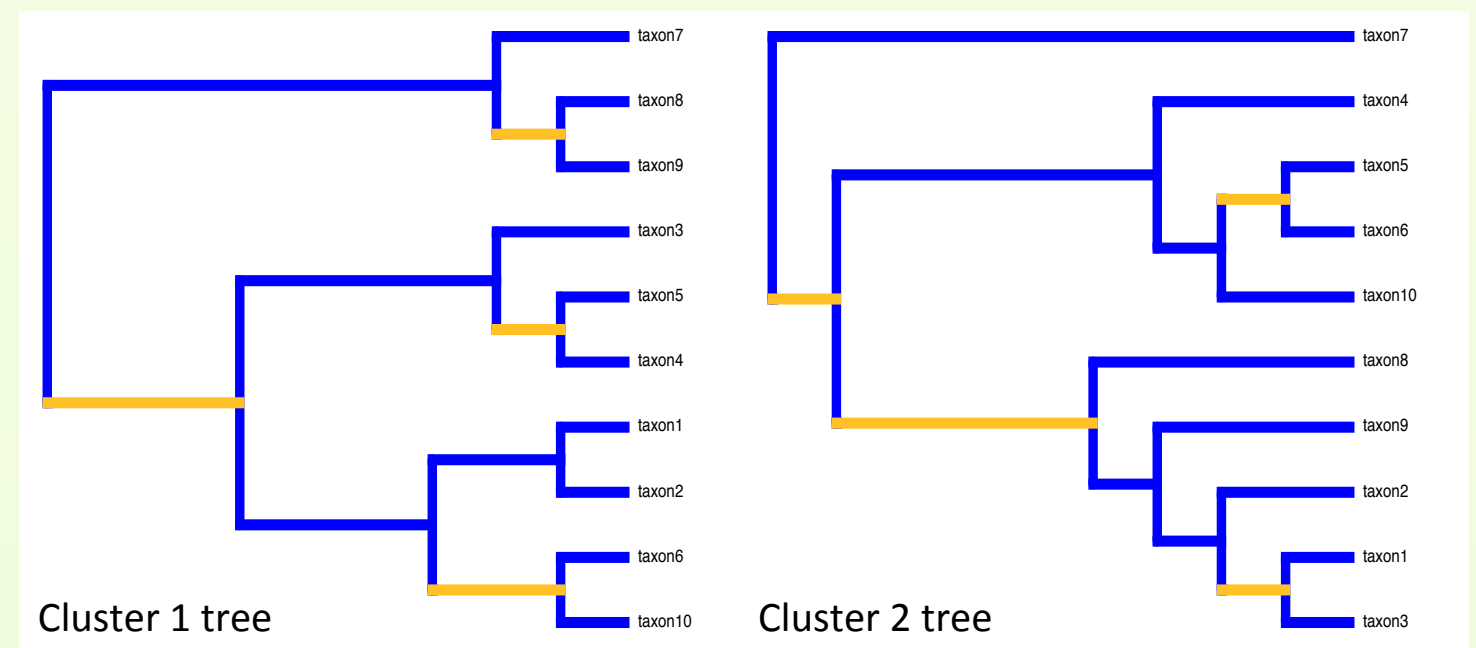 taxon7
taxon8
taxon9
taxon3
taxon5
taxon4
taxon1
taxon2
taxon6
taxon10
Cluster 1 tree
taxon7
taxon4
taxon5
taxon6
taxon10
taxon8
taxon9
taxon2
taxon1
taxon3
Cluster 2 tree